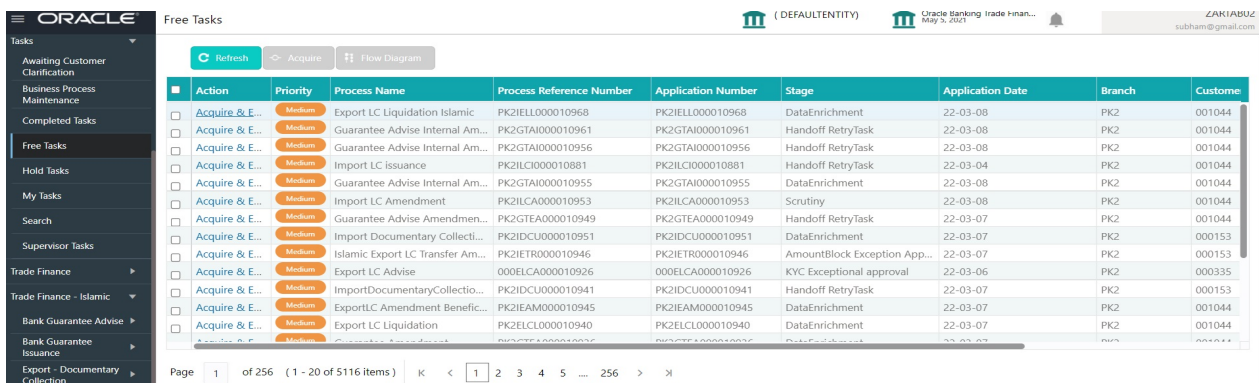 ORACLE
Free Tasks
( DEFAULTENTITY)
Oracle Banking Trade Finan...
May 5, 2021
ZARTAB02
subham@gmail.com
Tasks
Awaiting Customer
Clarification
Business Process
Maintenance
Completed Tasks
Free Tasks
Hold Tasks
My Tasks
Search
Supervisor Tasks
Trade Finance
Trade Finance - Islamic
Bank Guarantee Advise
Bank Guarantee
Issuance
Export - Documentary
Collection
Refresh Acquire Flow Diagram
Action Priority Process Name Process Reference Number Application Number Stage Application Date Branch Custome
Acquire & E... Medium Export LC Liquidation Islamic PK2IELL000010968 PK2IELL000010968 DataEnrichment 22-03-08 PK2 001044
Acquire & E... Medium Guarantee Advise Internal Am... PK2GTAI000010961 PK2GTAI000010961 Handoff RetryTask 22-03-08 PK2 001044
Acquire & E... Medium Guarantee Advise Internal Am... PK2GTAI000010956 PK2GTAI000010956 Handoff RetryTask 22-03-08 PK2 001044
Acquire & E... Medium Import LC issuance PK2ILCI000010881 PK2ILCI000010881 Handoff RetryTask 22-03-04 PK2 001044
Acquire & E... Medium Guarantee Advise Internal Am... PK2GTAI000010955 PK2GTAI000010955 DataEnrichment 22-03-08 PK2 001044
Acquire & E... Medium Import LC Amendment PK2ILCA000010953 PK2ILCA000010953 Scrutiny 22-03-08 PK2 001044
Acquire & E... Medium Guarantee Advise Amendmen... PK2GTEA000010949 PK2GTEA000010949 Handoff RetryTask 22-03-07 PK2 001044
Acquire & E... Medium Import Documentary Collecti... PK2IDCU000010951 PK2IDCU000010951 DataEnrichment 22-03-07 PK2 000153
Acquire & E... Medium Islamic Export LC Transfer Am... PK2IETR000010946 PK2IETR000010946 AmountBlock Exception App... 22-03-07 PK2 000153
Acquire & E... Medium Export LC Advise 000ELCA000010926 000ELCA000010926 KYC Exceptional approval 22-03-06 PK2 000335
Acquire & E... Medium ImportDocumentaryCollectio... PK2IDCU000010941 PK2IDCU000010941 Handoff RetryTask 22-03-07 PK2 000153
Acquire & E... Medium ExportLC Amendment Benefic... PK2IEAM000010945 PK2IEAM000010945 DataEnrichment 22-03-07 PK2 001044
Acquire & E... Medium Export LC Liquidation PK2ELCL000010940 PK2ELCL000010940 DataEnrichment 22-03-07 PK2 001044
Page 1 of 256 ( 1 - 20 of 5116 items ) 1 2 3 4 5 .... 256